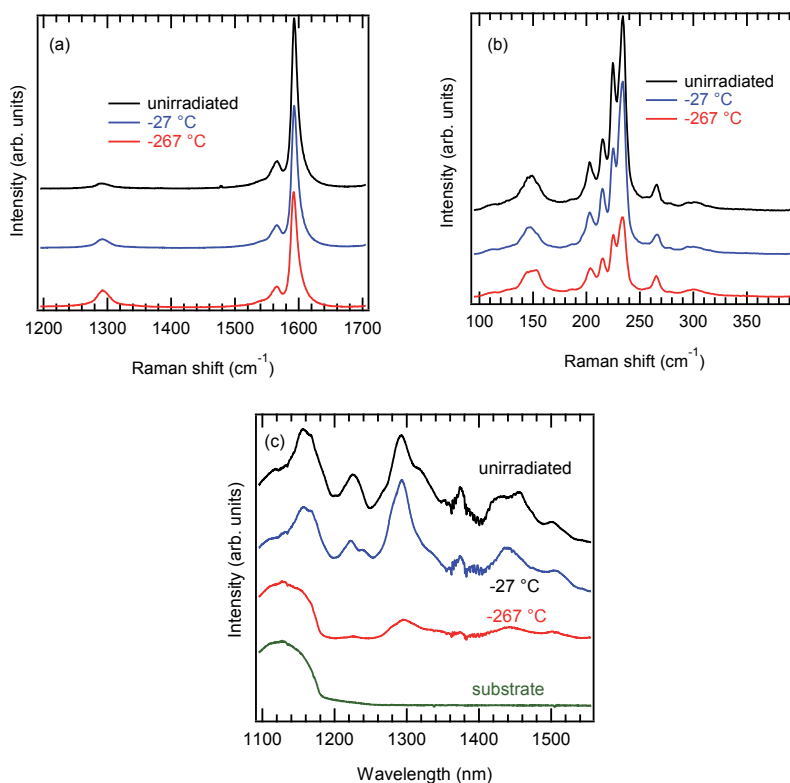 (a)
unirradiated
-27 °C
-267 °C
Intensity (arb. units)
1200 1300 1400 1500 1600 1700
Raman shift (cm-1)
(b)
unirradiated
-27 °C
-267 °C
Intensity (arb. units)
100 150 200 250 300 350
Raman shift (cm-1)
(c)
unirradiated
-27 °C
-267 °C
substrate
Intensity (arb. units)
1100 1200 1300 1400 1500
Wavelength (nm)